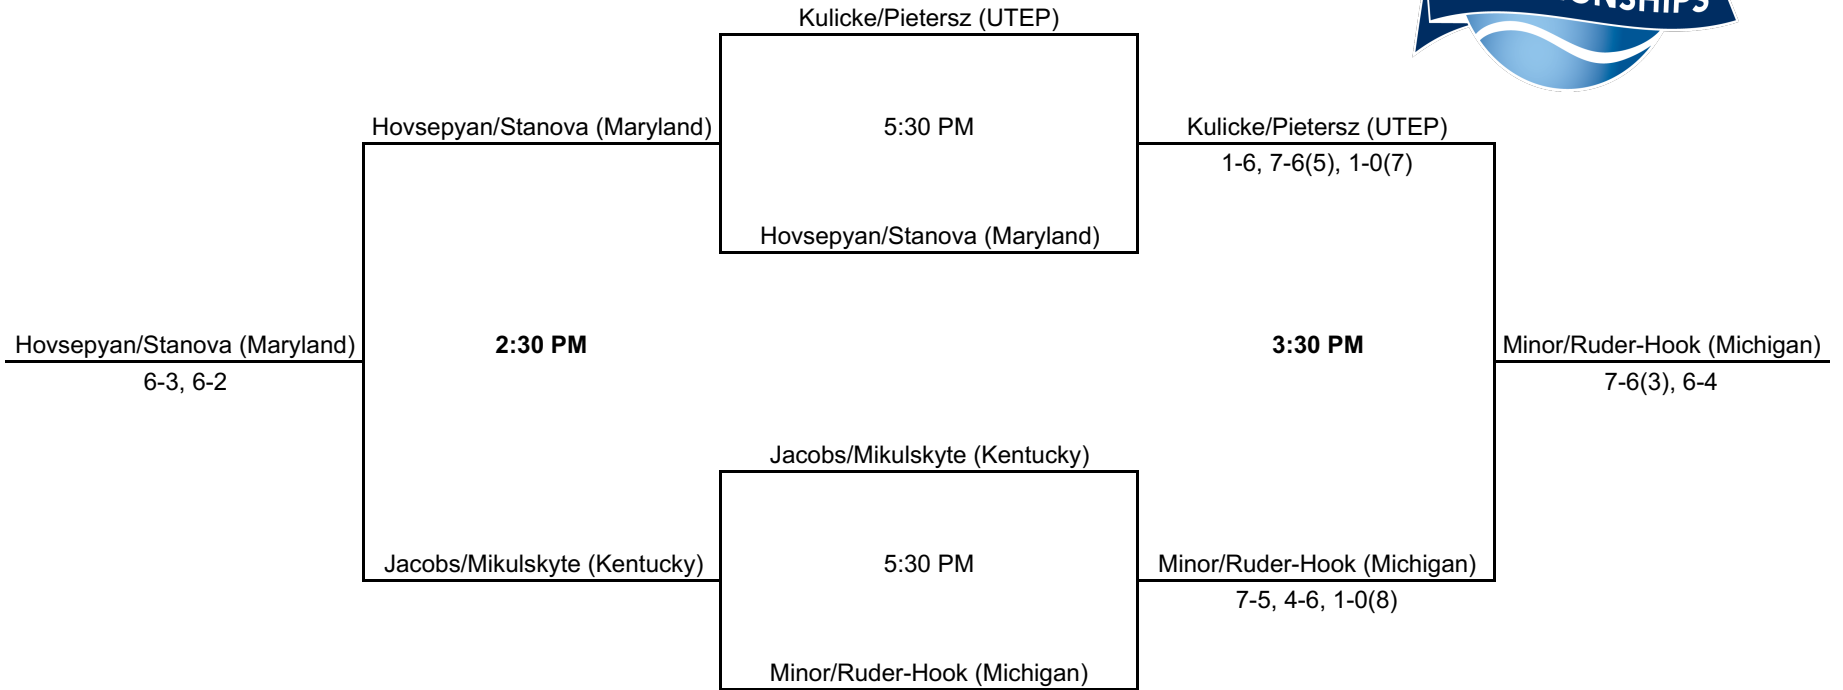 Kulicke/Pietersz (UTEP)
Hovsepyan/Stanova (Maryland)
5:30 PM
Kulicke/Pietersz (UTEP)
1-6, 7-6(5), 1-0(7)
Hovsepyan/Stanova (Maryland)
Hovsepyan/Stanova (Maryland)
2:30 PM
3:30 PM
Minor/Ruder-Hook (Michigan)
6-3, 6-2
7-6(3), 6-4
Jacobs/Mikulskyte (Kentucky)
Jacobs/Mikulskyte (Kentucky)
5:30 PM
Minor/Ruder-Hook (Michigan)
7-5, 4-6, 1-0(8)
Minor/Ruder-Hook (Michigan)